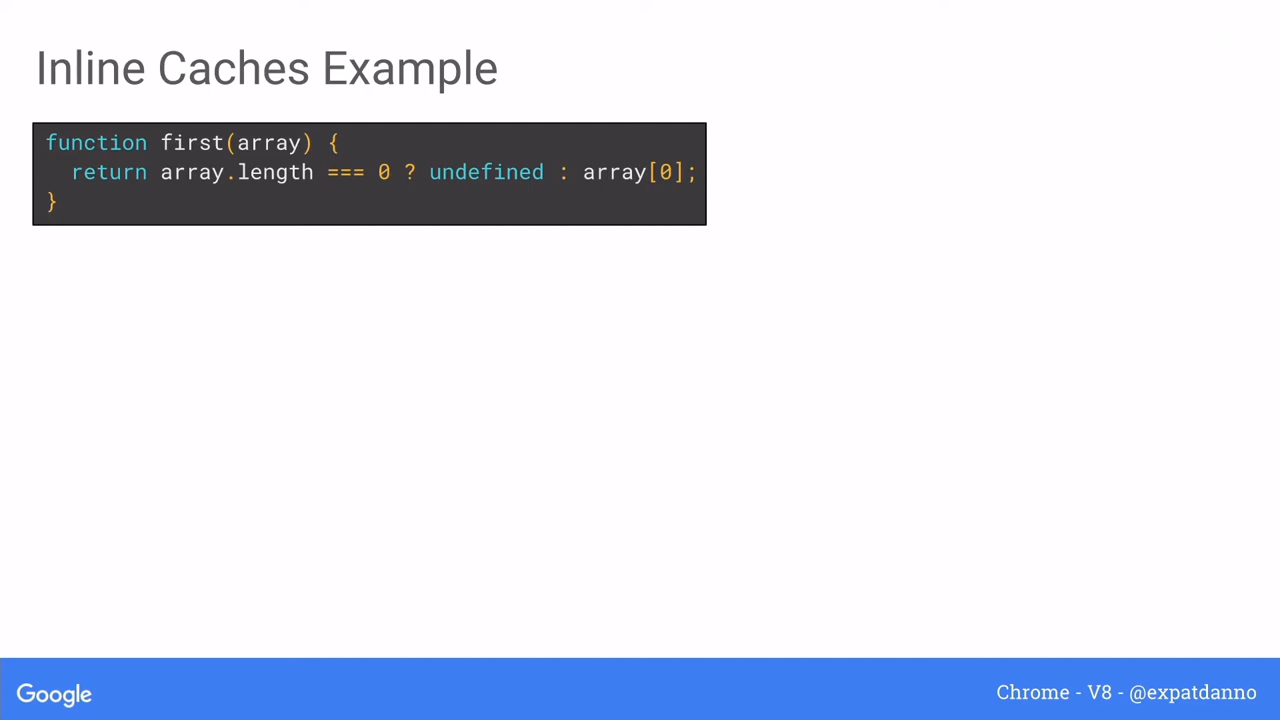 Inline Caches Example
function first(array) {
  return array.length === 0 ? undefined : array[0];
}
Google
Chrome - V8 - @expatdanno